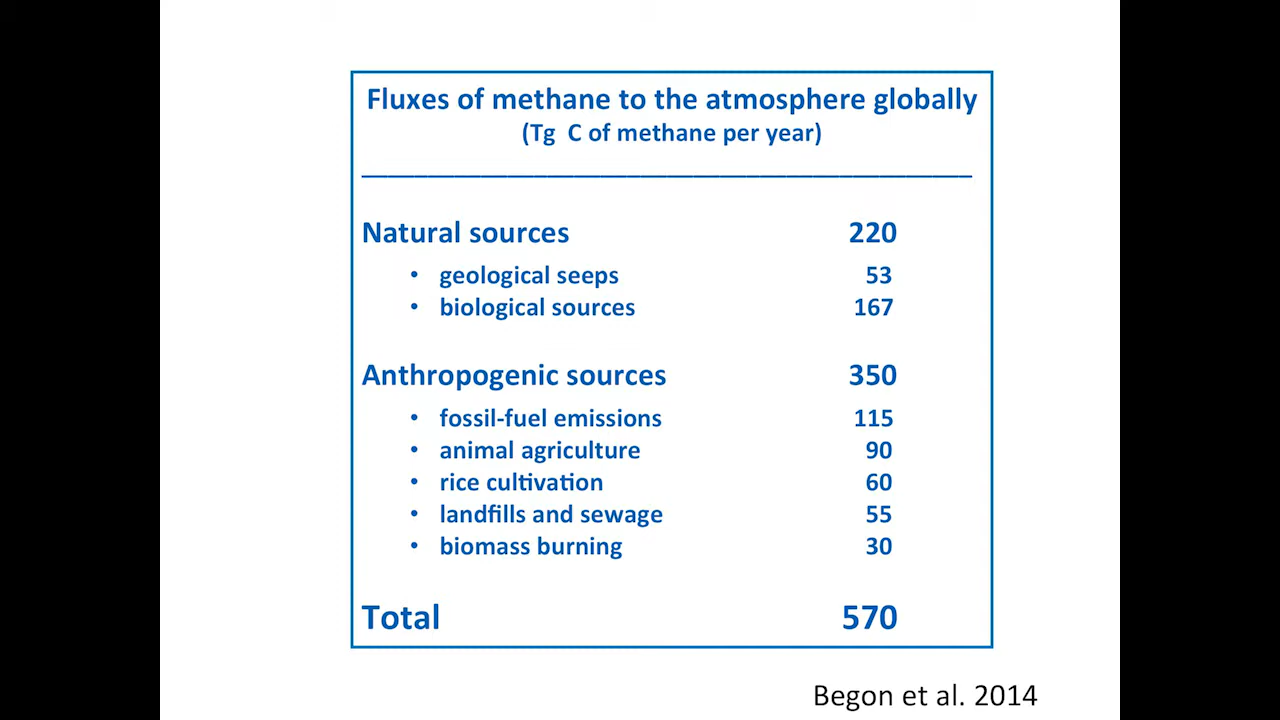 Fluxes of methane to the atmosphere globally
(Tg C of methane per year)
Natural sources 220
• geological seeps 53
• biological sources 167
Anthropogenic sources 350
• fossil-fuel emissions 115
• animal agriculture 90
• rice cultivation 60
• landfills and sewage 55
• biomass burning 30
Total 570
Begon et al. 2014